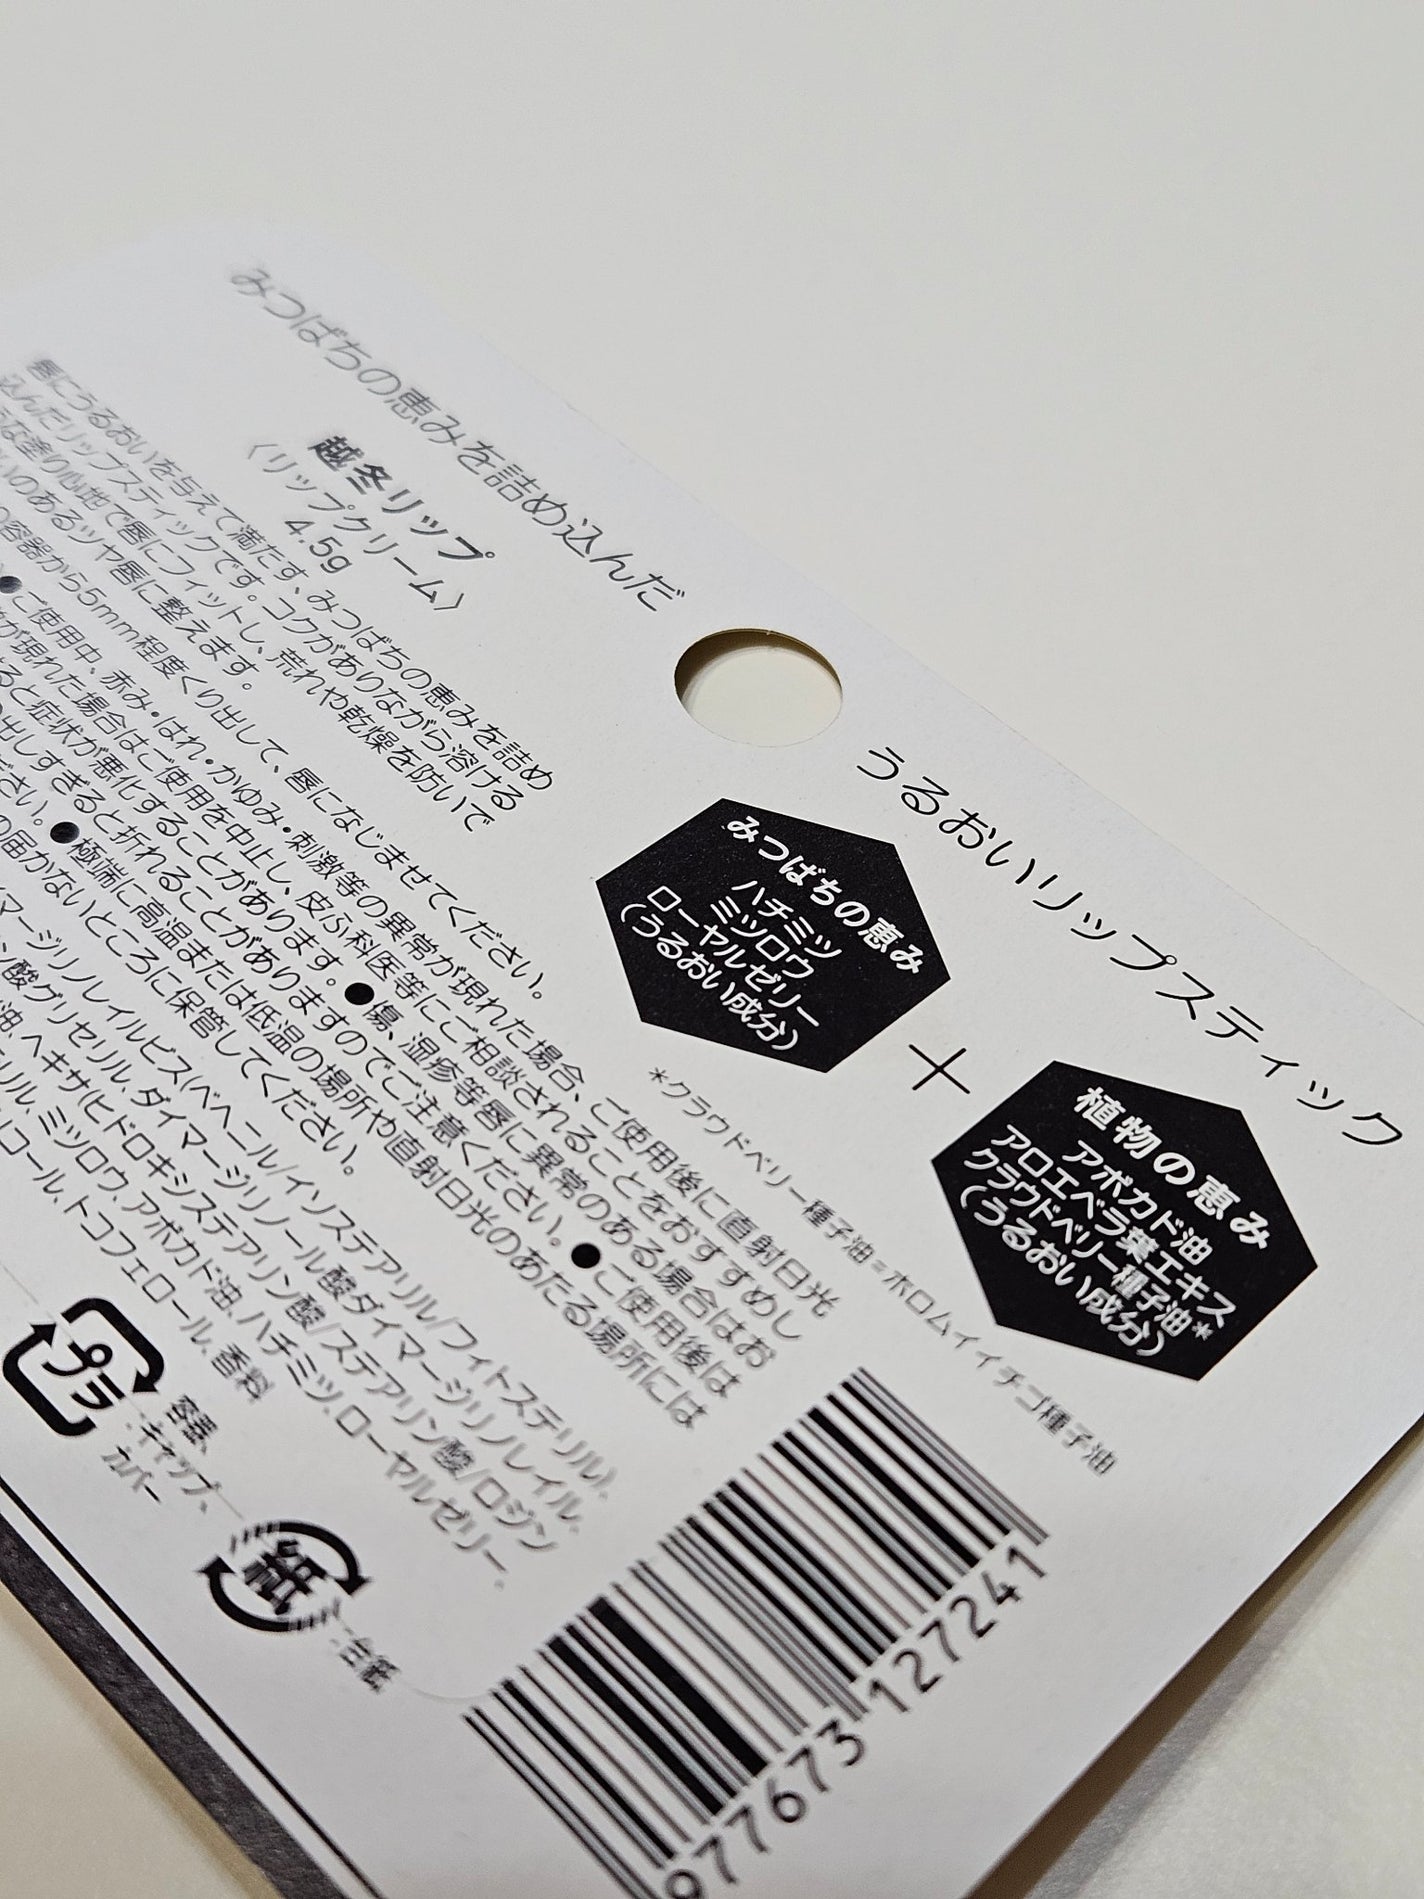 みつばちの恵みを詰め込んだ
うるおいリップスティック
越冬リップ
〈リップクリーム〉
4.5g
みつばちの恵み
ハチミツ
ミツロウ
ローヤルゼリー
(うるおい成分)
+
植物の恵み
アボカド油
アロエベラ葉エキス
クラウドベリー種子油*
(うるおい成分)
*クラウドベリー種子油=ホロムイイチゴ種子油
唇にうるおいを与えて満たす、みつばちの恵みを詰め
込んだリップスティックです。コクがありながら溶ける
な塗り心地で唇にフィットし、荒れや乾燥を防いで
いのあるツヤ唇に整えます。
容器から5mm程度くり出して、唇になじませてください。
●ご使用中、赤み・はれ・かゆみ・刺激等の異常が現れた場合、ご使用後に直射日光
が現れた場合はご使用を中止し、皮ふ科医等にご相談されることをおすすめし
ると症状が悪化することがあります。●傷、湿疹等唇に異常のある場合はお
出しすぎると折れることがありますのでご注意ください。●ご使用後は
ださい。●極端に高温または低温の場所や直射日光のあたる場所には
の届かないところに保管してください。
マージリノレイルビス(ベヘニル/イソステアリル/フィトステリル)、
ン酸グリセリル、ダイマージリノール酸ダイマージリノレイル、
油、ヘキサ(ヒドロキシステアリン酸/ステアリン酸/ロジン
リル、ミツロウ、アボカド油、ハチミツ、ローヤルゼリー、
コール、トコフェロール、香料
プラ
容器、
キャップ、
カバー
紙
台紙
977673 127241